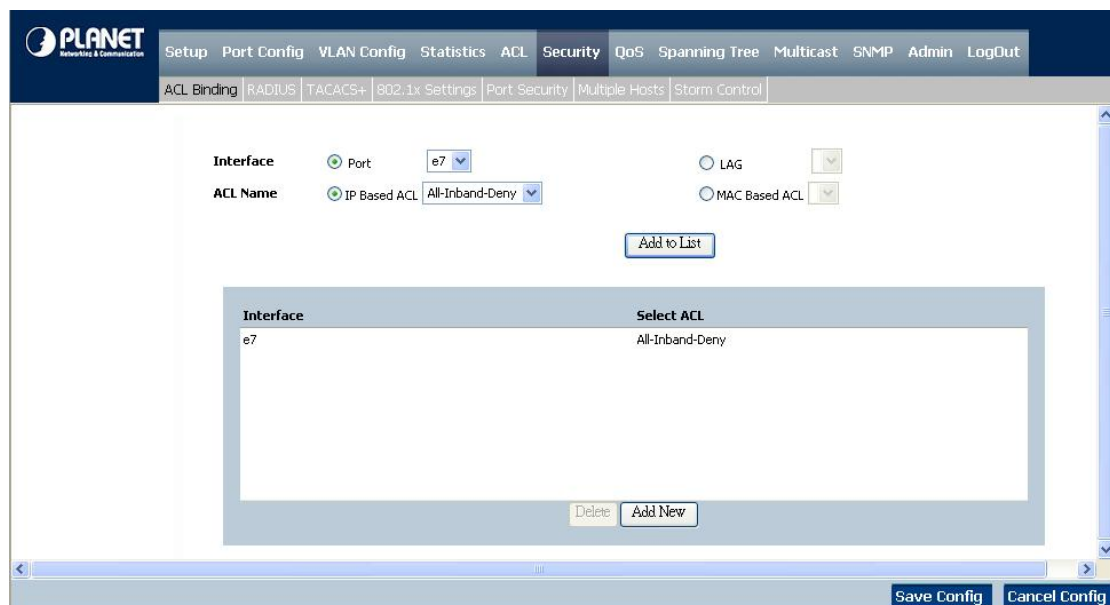 PLANET
Networking & Communication
Setup Port Config VLAN Config Statistics ACL Security QoS Spanning Tree Multicast SNMP Admin LogOut
ACL Binding RADIUS TACACS+ 802.1x Settings Port Security Multiple Hosts Storm Control
Interface Port e7 LAG
ACL Name IP Based ACL All-Inband-Deny MAC Based ACL
Add to List
Interface Select ACL
e7 All-Inband-Deny
Delete Add New
Save Config Cancel Config